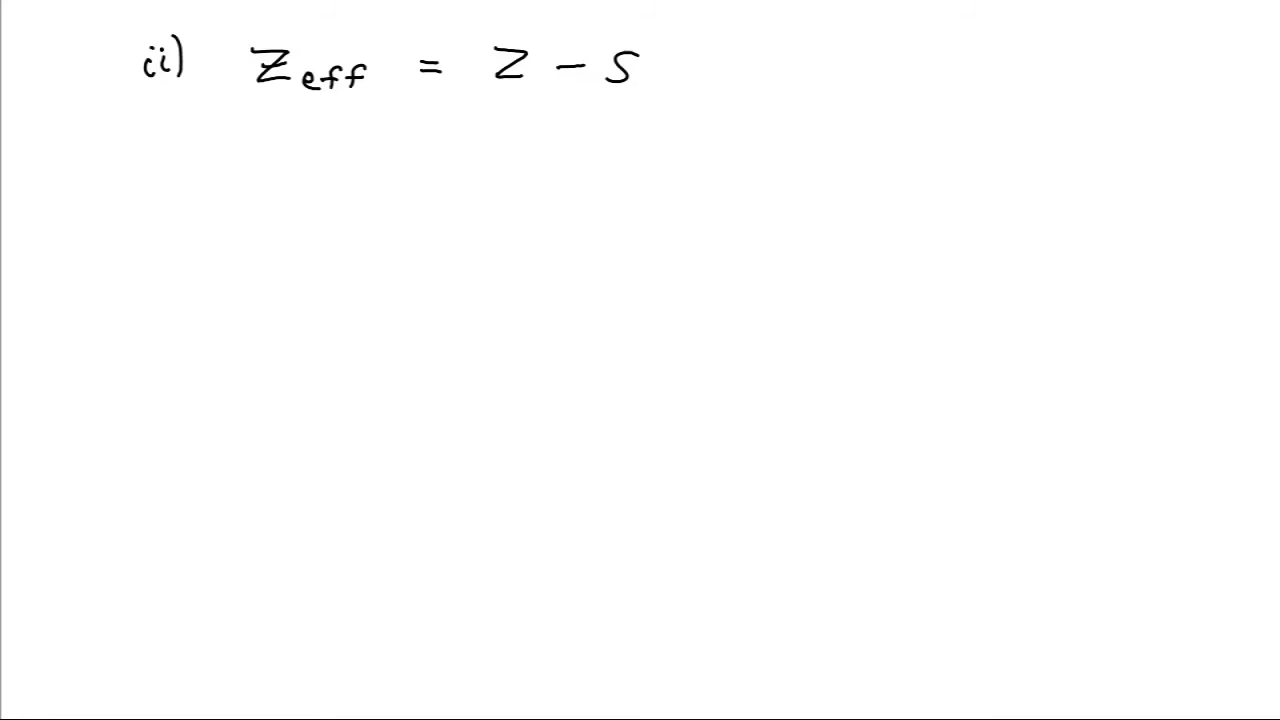 ii) Zeff = Z - S